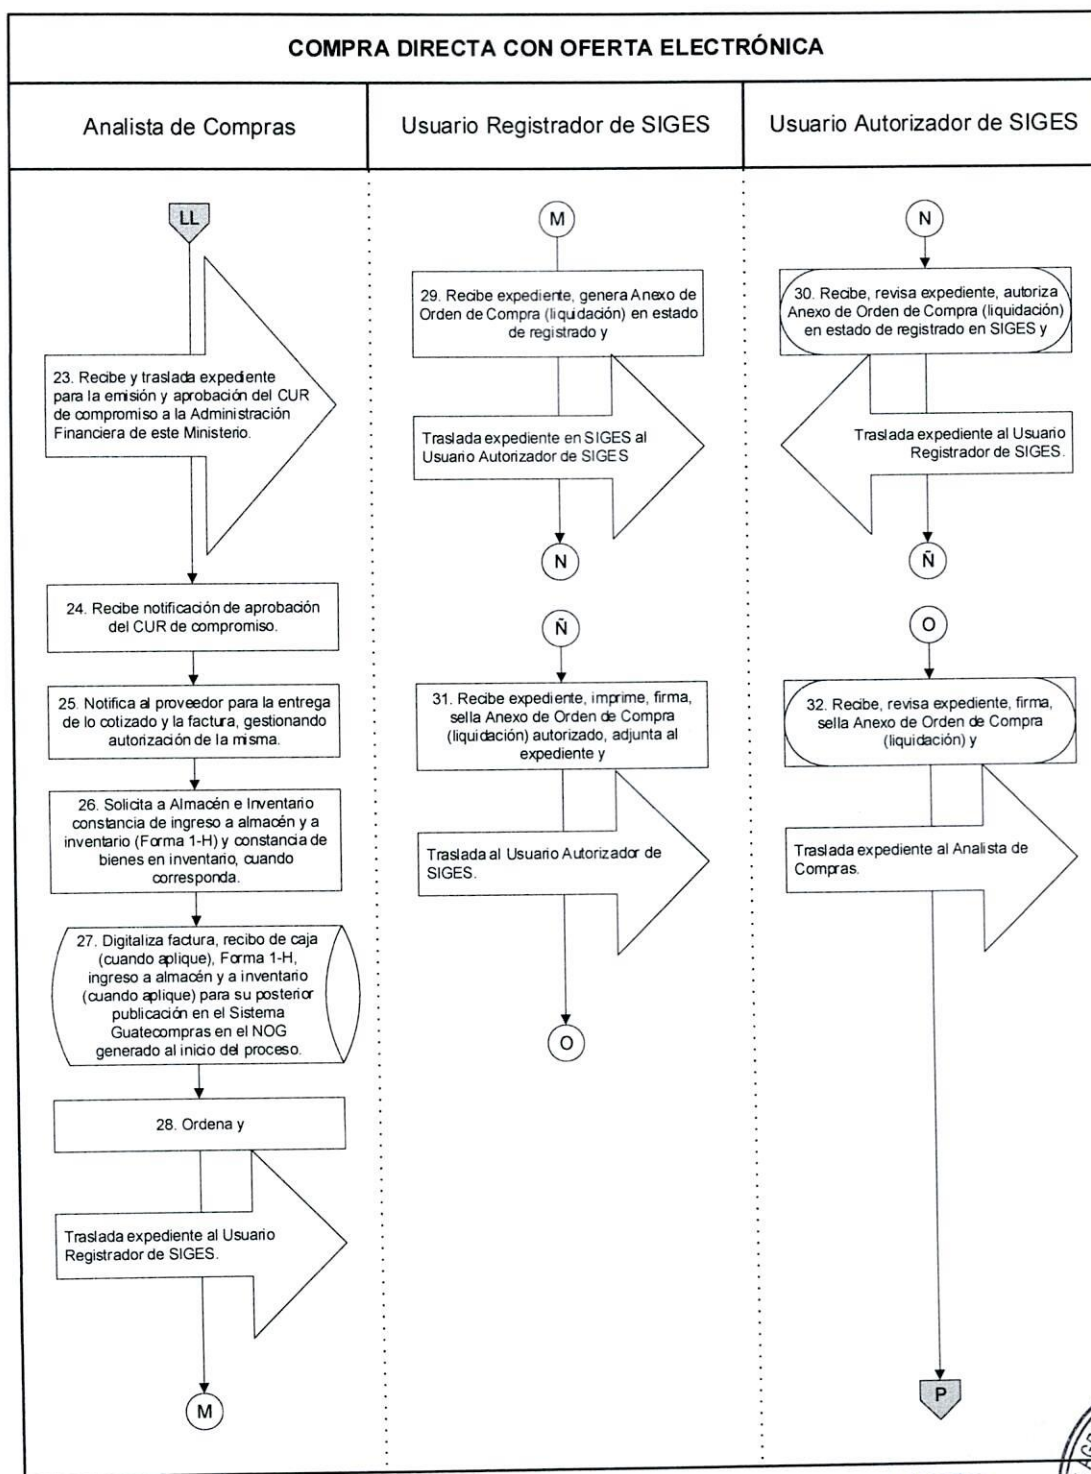 COMPRA DIRECTA CON OFERTA ELECTRÓNICA
Analista de Compras
Usuario Registrador de SIGES
Usuario Autorizador de SIGES
LL
23. Recibe y traslada expediente
para la emisión y aprobación del CUR
de compromiso a la Administración
Financiera de este Ministerio.
24. Recibe notificación de aprobación
del CUR de compromiso.
25. Notifica al proveedor para la entrega
de lo cotizado y la factura, gestionando
autorización de la misma.
26. Solicita a Almacén e Inventario
constancia de ingreso a almacén y a
inventario (Forma 1-H) y constancia de
bienes en inventario, cuando
corresponda.
27. Digitaliza factura, recibo de caja
(cuando aplique), Forma 1-H,
ingreso a almacén y a inventario
(cuando aplique) para su posterior
publicación en el Sistema
Guatecompras en el NOG
generado al inicio del proceso.
28. Ordena y
Traslada expediente al Usuario
Registrador de SIGES.
M
M
29. Recibe expediente, genera Anexo de
Orden de Compra (liquidación) en estado
de registrado y
Traslada expediente en SIGES al
Usuario Autorizador de SIGES
N
Ñ
31. Recibe expediente, imprime, firma,
sella Anexo de Orden de Compra
(liquidación) autorizado, adjunta al
expediente y
Traslada al Usuario Autorizador de
SIGES.
O
N
30. Recibe, revisa expediente, autoriza
Anexo de Orden de Compra (liquidación)
en estado de registrado en SIGES y
Traslada expediente al Usuario
Registrador de SIGES.
Ñ
O
32. Recibe, revisa expediente, firma,
sella Anexo de Orden de Compra
(liquidación) y
Traslada expediente al Analista de
Compras.
P